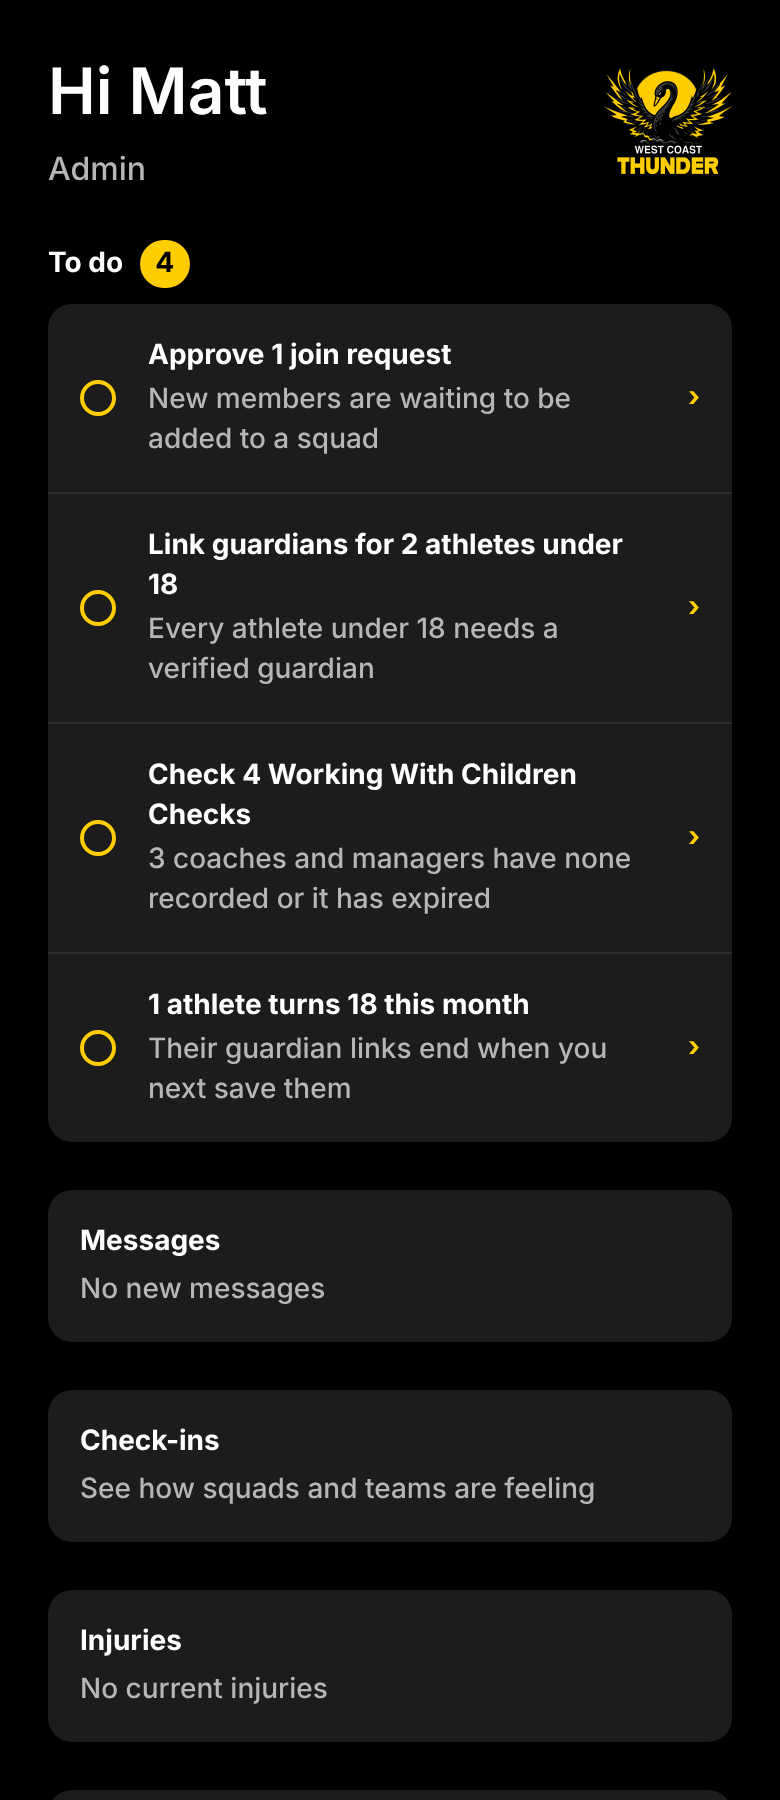 Hi Matt
Admin
WEST COAST
THUNDER
To do 4
Approve 1 join request
New members are waiting to be
added to a squad
›
Link guardians for 2 athletes under
18
Every athlete under 18 needs a
verified guardian
›
Check 4 Working With Children
Checks
3 coaches and managers have none
recorded or it has expired
›
1 athlete turns 18 this month
Their guardian links end when you
next save them
›
Messages
No new messages
Check-ins
See how squads and teams are feeling
Injuries
No current injuries